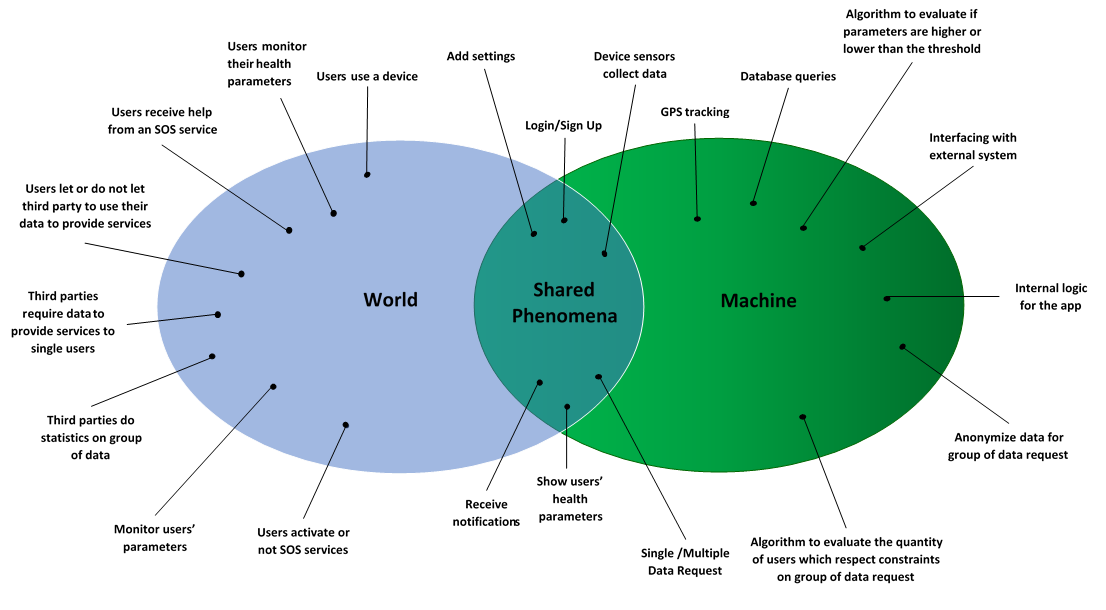 Algorithm to evaluate if
parameters are higher or
lower than the threshold
Users monitor
their health
parameters
Users use a device
Add settings
Device sensors
collect data
Database queries
Users receive help
from an SOS service
Login/Sign Up
GPS tracking
Interfacing with
external system
Users let or do not let
third party to use their
data to provide services
Third parties
require data to
provide services to
single users
World
Shared
Phenomena
Machine
Internal logic
for the app
Third parties do
statistics on group
of data
Anonymize data for
group of data request
Monitor users’
parameters
Users activate or
not SOS services
Receive
notifications
Show users’
health
parameters
Single /Multiple
Data Request
Algorithm to evaluate the quantity
of users which respect constraints
on group of data request